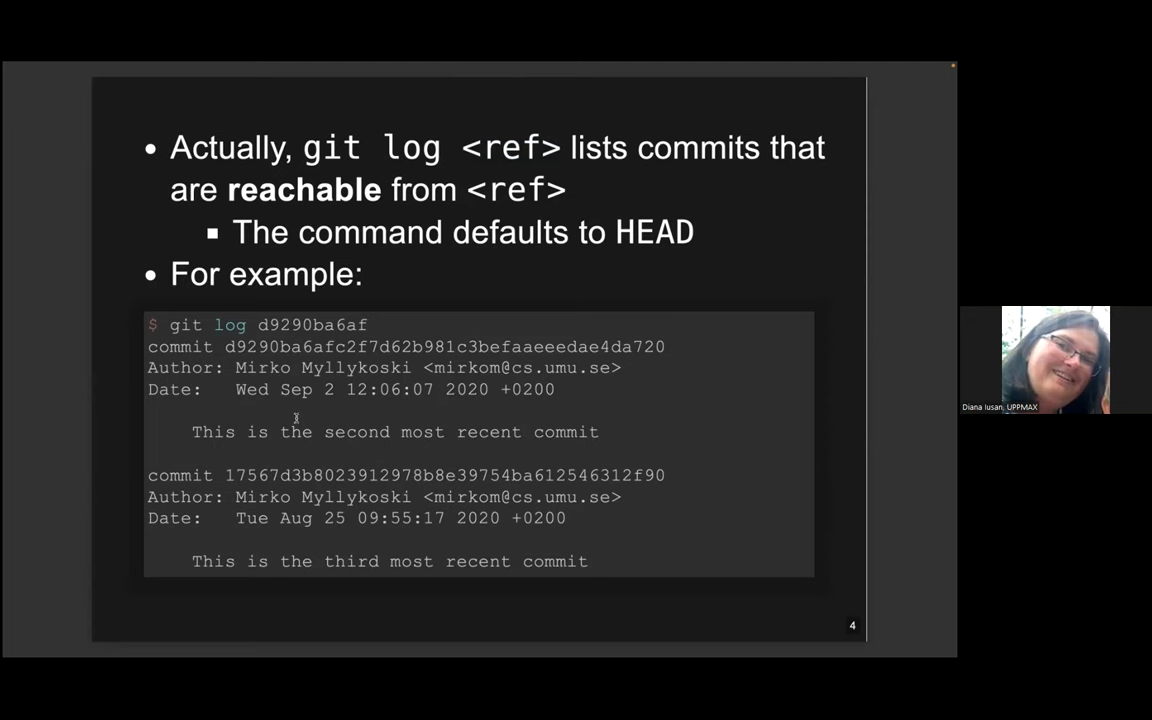 Actually, git log <ref> lists commits that
are reachable from <ref>
The command defaults to HEAD
For example:
$ git log d9290ba6af
commit d9290ba6afc2f7d62b981c3befaaeeedae4da720
Author: Mirko Myllykoski <mirkom@cs.umu.se>
Date:   Wed Sep 2 12:06:07 2020 +0200
This is the second most recent commit
commit 17567d3b8023912978b8e39754ba612546312f90
Author: Mirko Myllykoski <mirkom@cs.umu.se>
Date:   Tue Aug 25 09:55:17 2020 +0200
This is the third most recent commit
4
Diana Iusan, UPPMAX